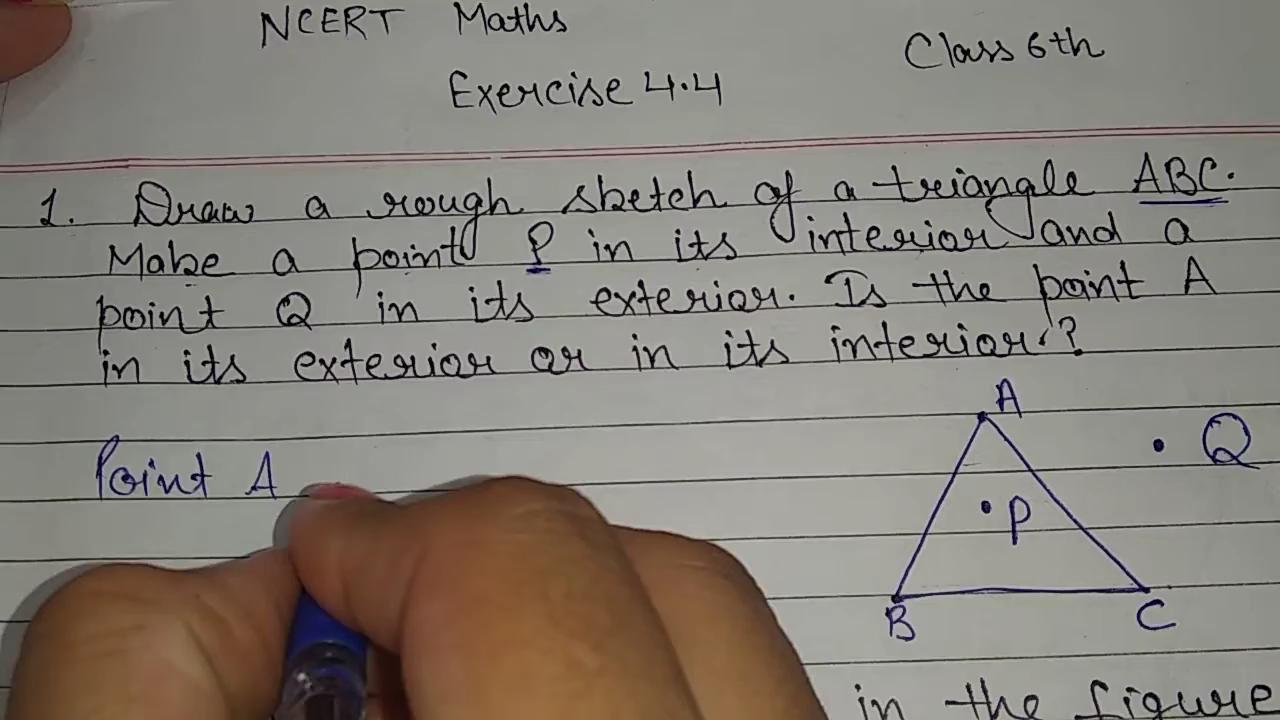 NCERT Maths
Class 6th
Exercise 4.4
1. Draw a rough sketch of a triangle ABC.
Make a point P in its interior and a
point Q in its exterior. Is the point A
in its exterior or in its interior?
A
Q
Point A
P
B
C
in the figure